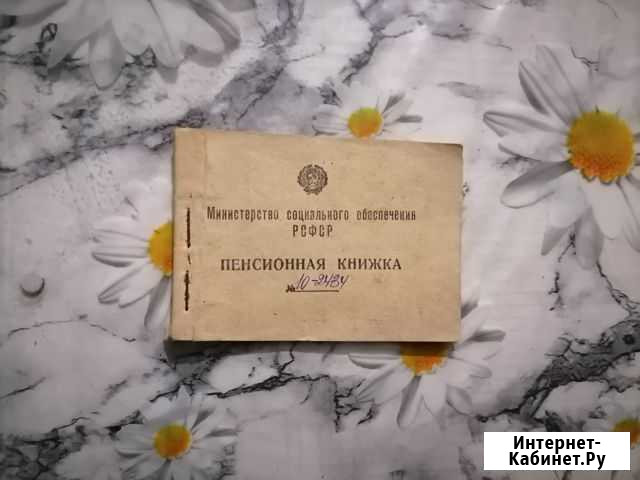 Министерство социального обеспечения
РСФСР
ПЕНСИОННАЯ КНИЖКА
№ 10-2484
Интернет-
Кабинет.Ру